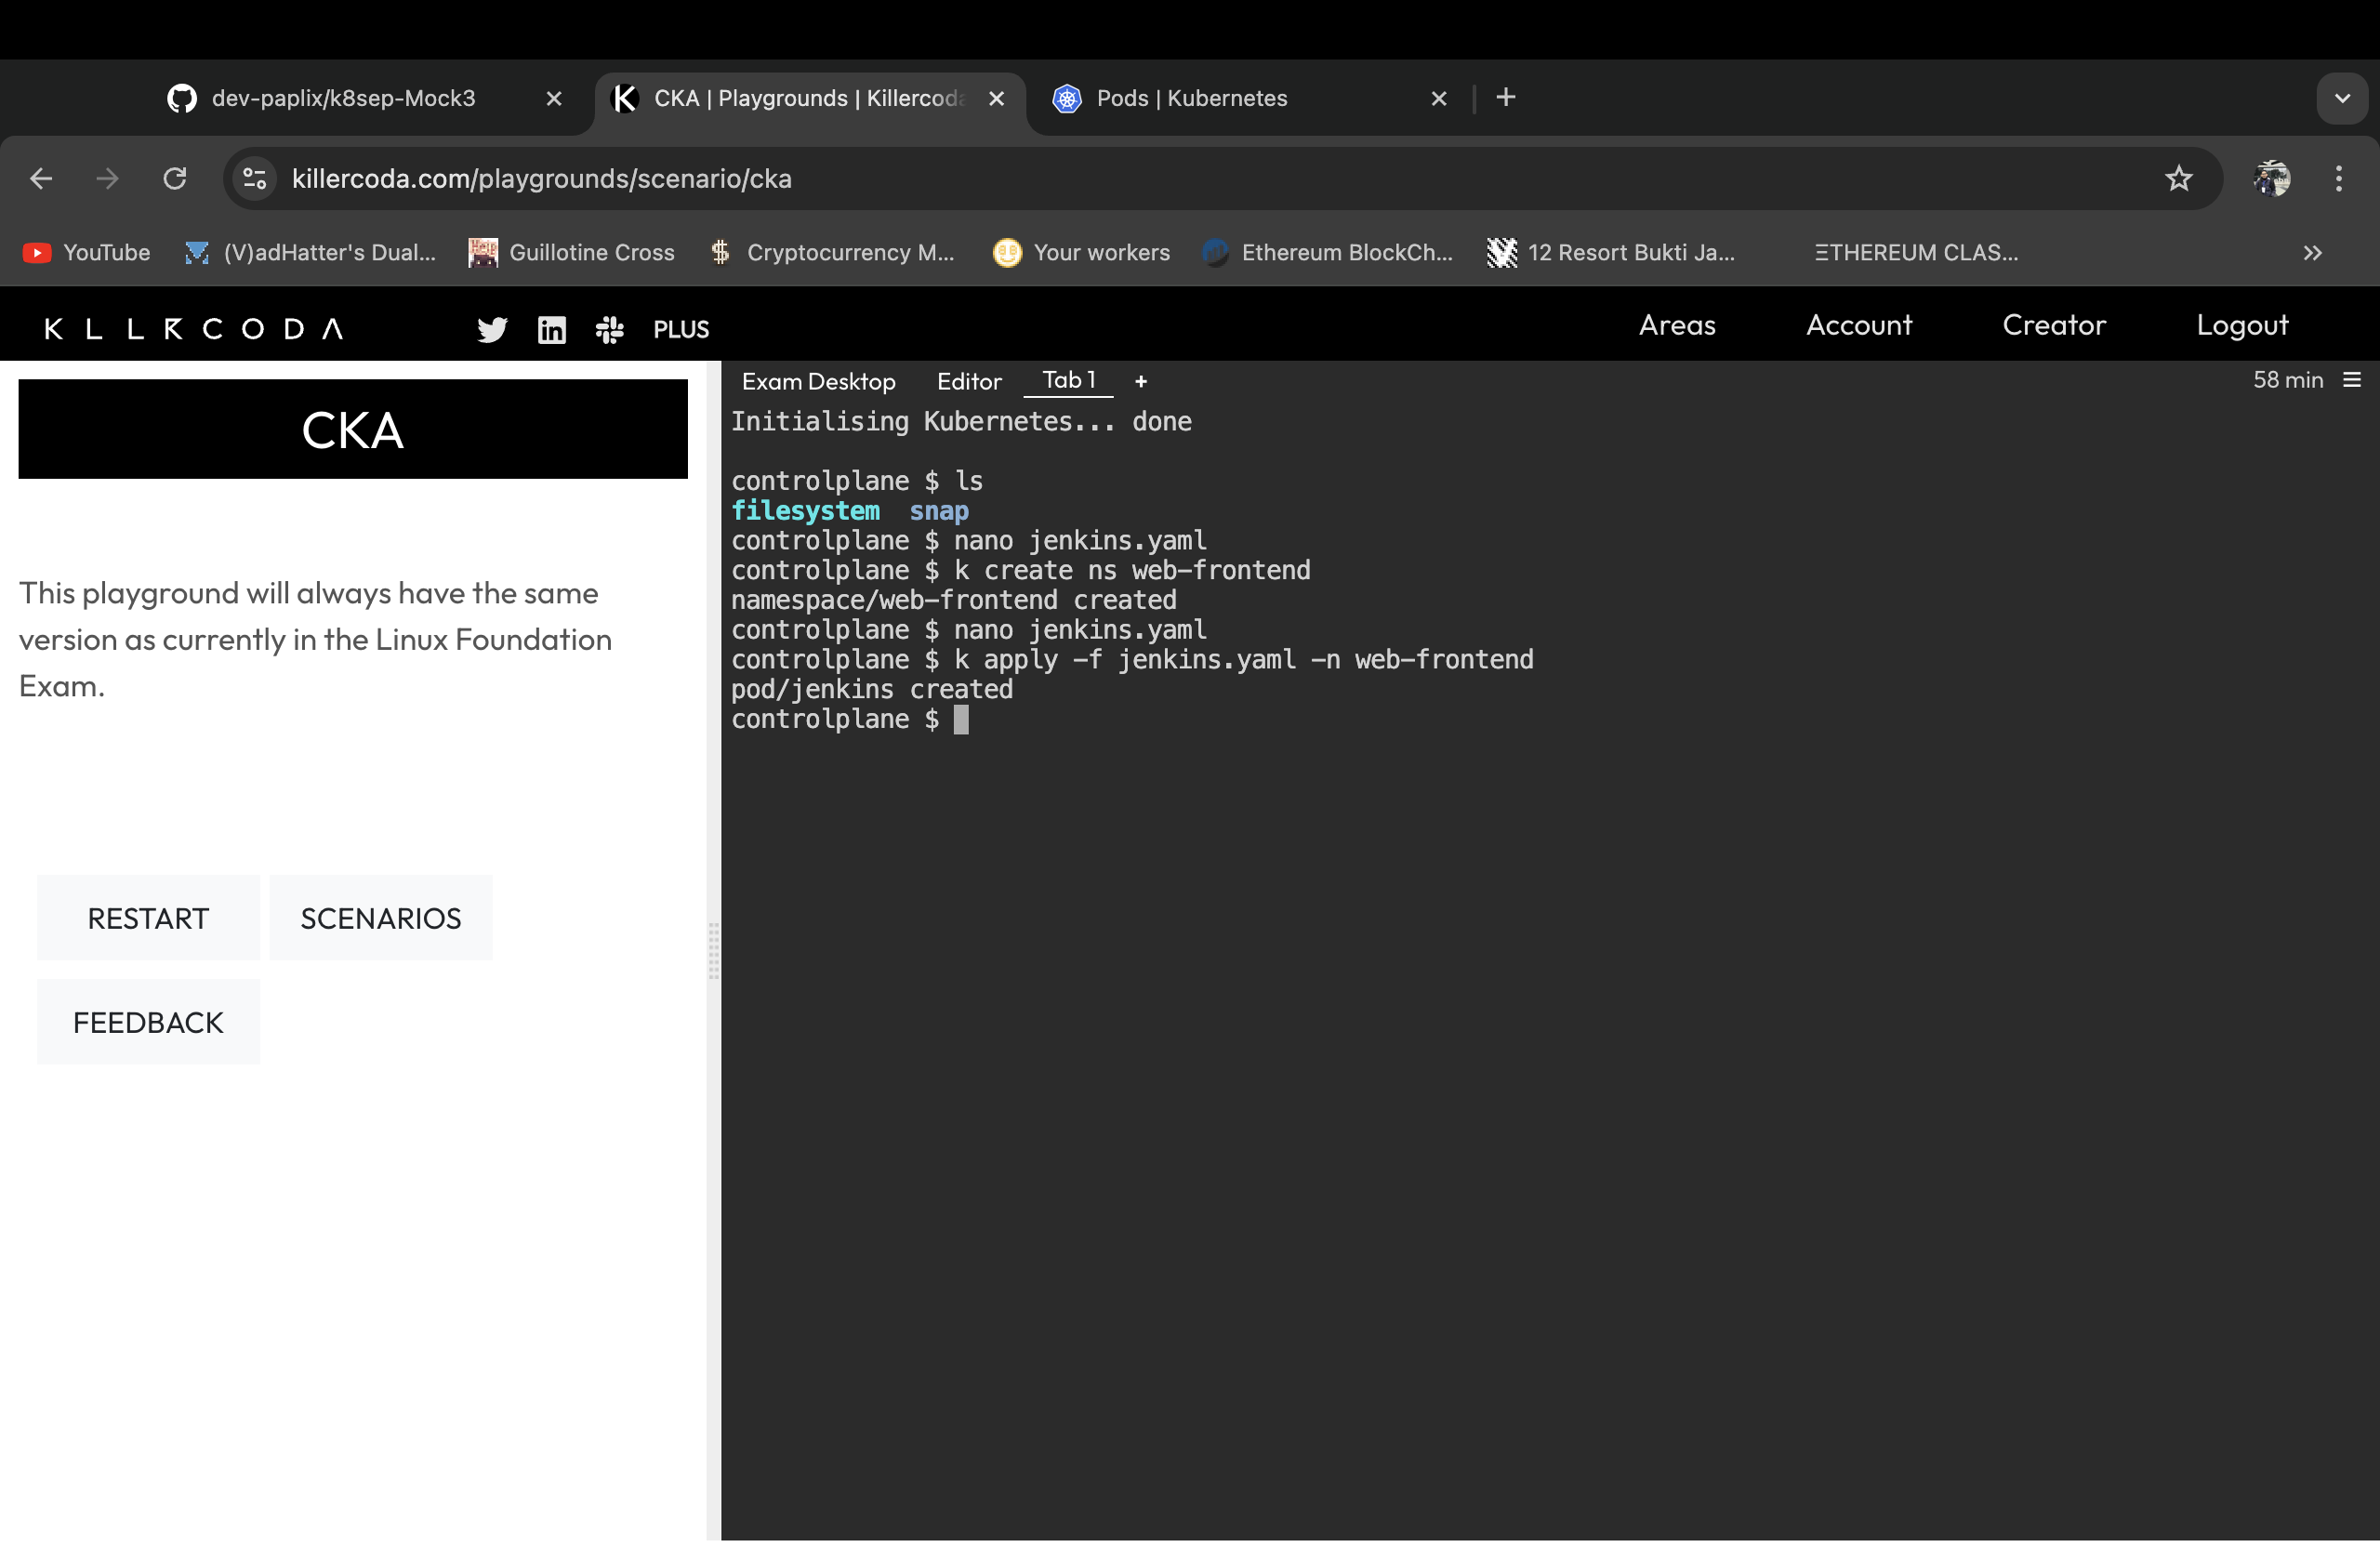 dev-paplix/k8sep-Mock3
CKA | Playgrounds | Killercoda
Pods | Kubernetes
killercoda.com/playgrounds/scenario/cka
YouTube
(V)adHatter's Dual...
Guillotine Cross
Cryptocurrency M...
Your workers
Ethereum BlockCh...
12 Resort Bukti Ja...
ΞTHEREUM CLAS...
KLLRCODΛ
PLUS
Areas
Account
Creator
Logout
CKA
This playground will always have the same
version as currently in the Linux Foundation
Exam.
RESTART
SCENARIOS
FEEDBACK
Exam Desktop
Editor
Tab 1
+
58 min
Initialising Kubernetes... done
controlplane $ ls
filesystem snap
controlplane $ nano jenkins.yaml
controlplane $ k create ns web-frontend
namespace/web-frontend created
controlplane $ nano jenkins.yaml
controlplane $ k apply -f jenkins.yaml -n web-frontend
pod/jenkins created
controlplane $